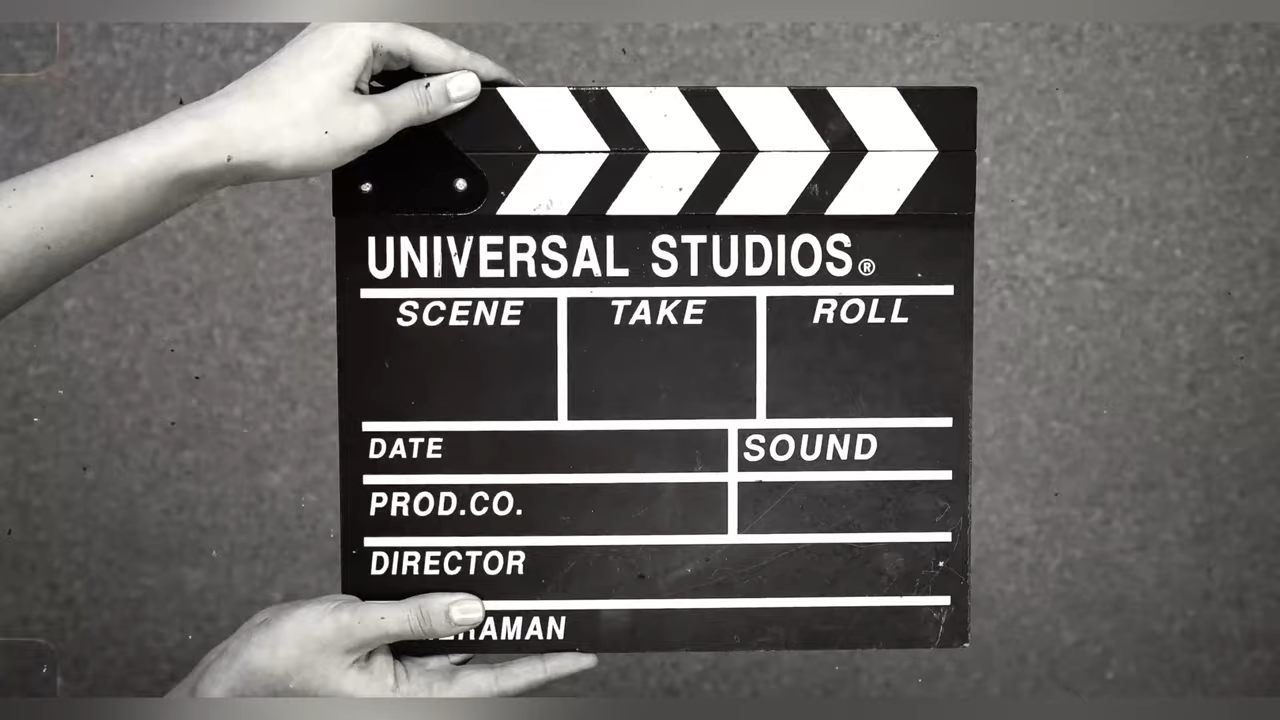 UNIVERSAL STUDIOS®
SCENE TAKE ROLL
DATE SOUND
PROD.CO.
DIRECTOR